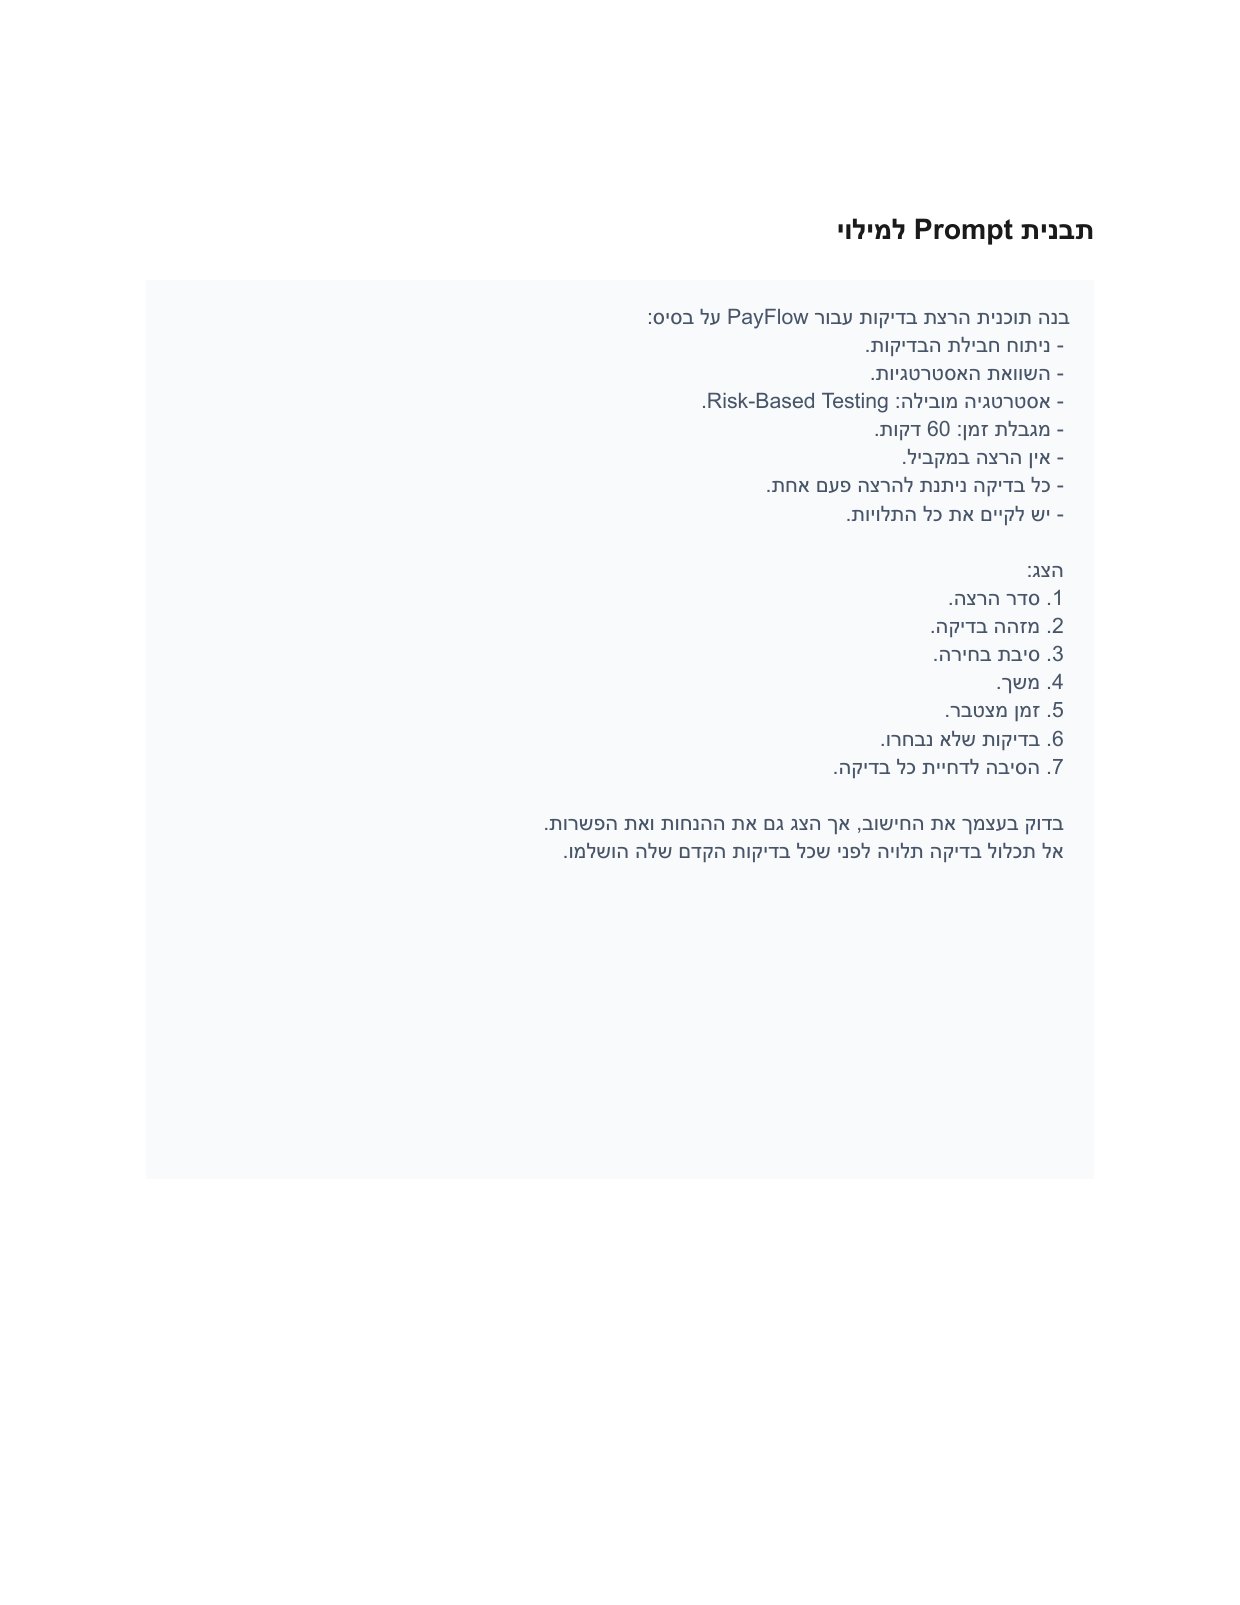 תבנית Prompt למילוי
בנה תוכנית הרצת בדיקות עבור PayFlow על בסיס:
- ניתוח חבילת הבדיקות.
- השוואת האסטרטגיות.
- אסטרטגיה מובילה: Risk-Based Testing.
- מגבלת זמן: 60 דקות.
- אין הרצה במקביל.
- כל בדיקה ניתנת להרצה פעם אחת.
- יש לקיים את כל התלויות.
הצג:
1. סדר הרצה.
2. מזהה בדיקה.
3. סיבת בחירה.
4. משך.
5. זמן מצטבר.
6. בדיקות שלא נבחרו.
7. הסיבה לדחיית כל בדיקה.
בדוק בעצמך את החישוב, אך הצג גם את ההנחות ואת הפשרות.
אל תכלול בדיקה תלויה לפני שכל בדיקות הקדם שלה הושלמו.